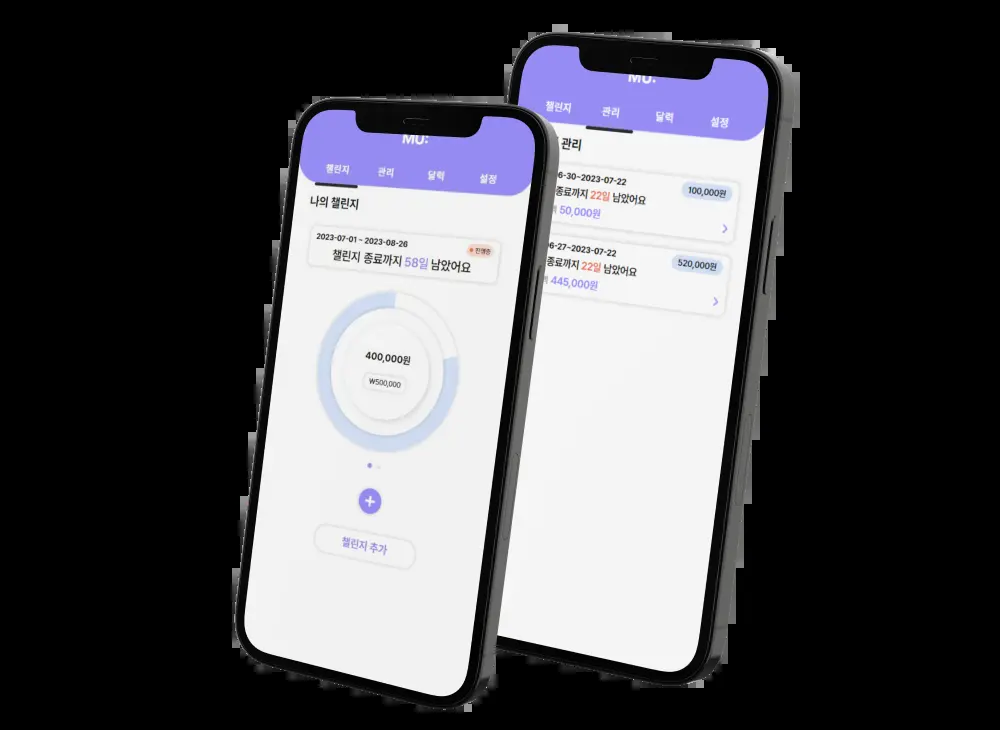 MU:
챌린지 관리 달력 설정
나의 챌린지
2023-07-01 ~ 2023-08-26
진행중
챌린지 종료까지 58일 남았어요
400,000원
₩500,000
+
챌린지 추가
MU:
챌린지 관리 달력 설정
관리
6-30~2023-07-22
100,000원
종료까지 22일 남았어요
50,000원
06-27~2023-07-22
520,000원
종료까지 22일 남았어요
445,000원